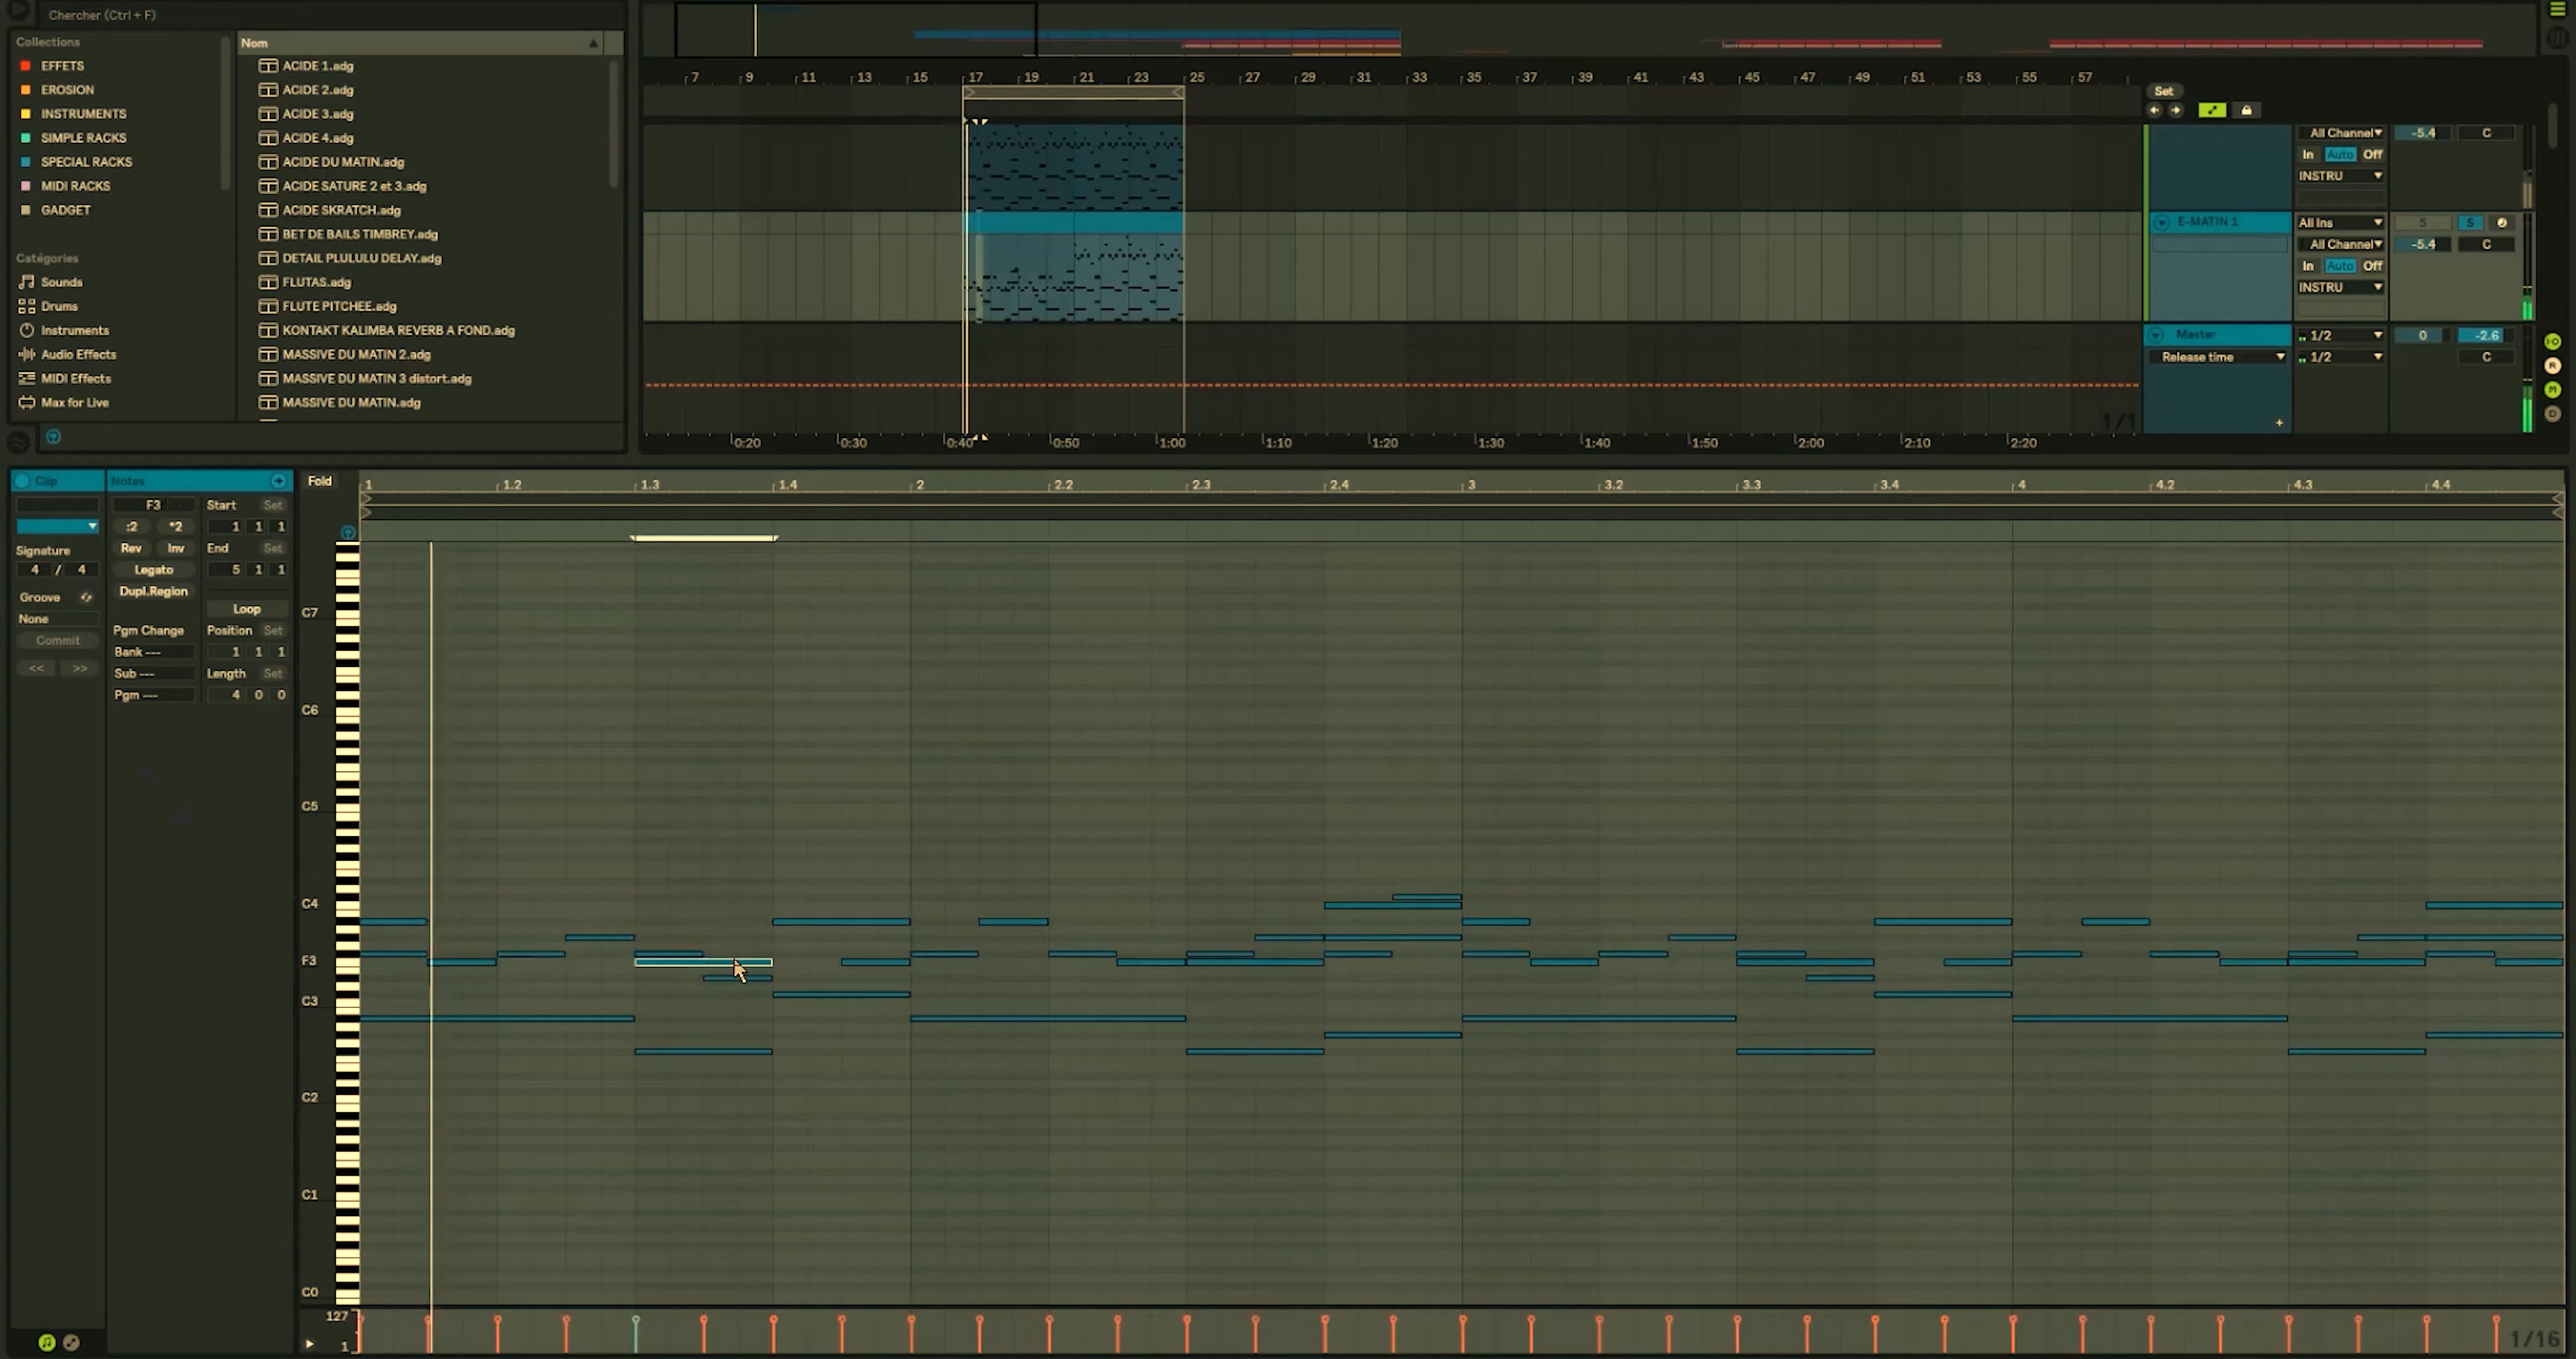 Chercher (Ctrl + F)
Collections
EFFETS
EROSION
INSTRUMENTS
SIMPLE RACKS
SPECIAL RACKS
MIDI RACKS
GADGET
Catégories
Sounds
Drums
Instruments
Audio Effects
MIDI Effects
Max for Live
Nom
ACIDE 1.adg
ACIDE 2.adg
ACIDE 3.adg
ACIDE 4.adg
ACIDE DU MATIN.adg
ACIDE SATURE 2 et 3.adg
ACIDE SKRATCH.adg
BET DE BAILS TIMBREY.adg
DETAIL PLULULU DELAY.adg
FLUTAS.adg
FLUTE PITCHEE.adg
KONTAKT KALIMBA REVERB A FOND.adg
MASSIVE DU MATIN 2.adg
MASSIVE DU MATIN 3 distort.adg
MASSIVE DU MATIN.adg
7 9 11 13 15 17 19 21 23 25 27 29 31 33 35 37 39 41 43 45 47 49 51 53 55 57
Set
All Channel -5.4 C
In Auto Off
INSTRU
E-MATIN 1 All Ins 5 S
All Channel -5.4 C
In Auto Off
INSTRU
Master 1/2 0 -2.6
Release time 1/2 C
R
M
D
1/1
+
0:20 0:30 0:40 0:50 1:00 1:10 1:20 1:30 1:40 1:50 2:00 2:10 2:20
Clip
Signature
4 / 4
Groove
None
Commit
<< >>
Notes
F3
:2 *2
Rev Inv
Legato
Dupl.Region
Pgm Change
Bank ---
Sub ---
Pgm ---
Start Set
1 1 1
End Set
5 1 1
Loop
Position Set
1 1 1
Length Set
4 0 0
Fold
1 1.2 1.3 1.4 2 2.2 2.3 2.4 3 3.2 3.3 3.4 4 4.2 4.3 4.4
C7
C6
C5
C4
F3
C3
C2
C1
C0
127
1
1/16